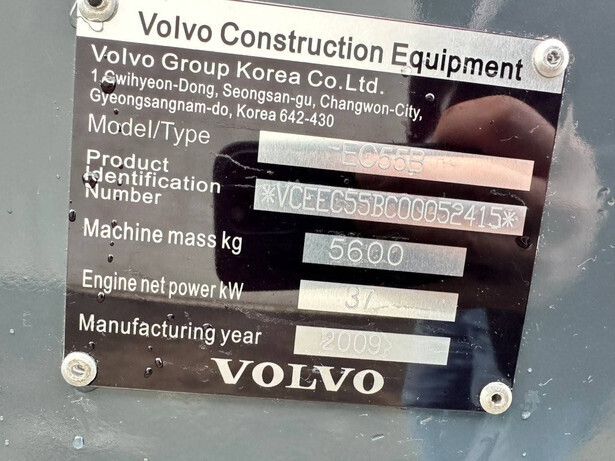 Volvo Construction Equipment
Volvo Group Korea Co.Ltd.
1.Gwihyeon-Dong, Seongsan-gu, Changwon-City,
Gyeongsangnam-do, Korea 642-430
Model/Type EC55B
Product
Identification
Number *VCEEC55BC00052415*
Machine mass kg 5600
Engine net power kW 37
Manufacturing year 2009
VOLVO